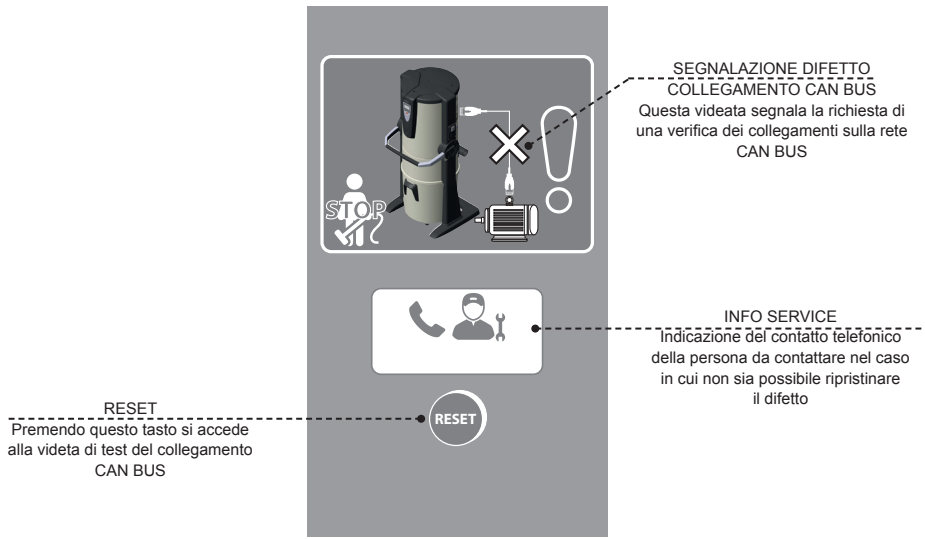 SEGNALAZIONE DIFETTO
COLLEGAMENTO CAN BUS
Questa videata segnala la richiesta di
una verifica dei collegamenti sulla rete
CAN BUS
STOP
INFO SERVICE
Indicazione del contatto telefonico
della persona da contattare nel caso
in cui non sia possibile ripristinare
il difetto
RESET
Premendo questo tasto si accede
alla videta di test del collegamento
CAN BUS
RESET